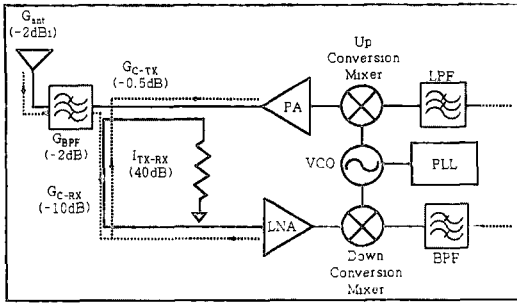 G_ant
(-2dBi)
G_C-TX
(-0.5dB)
Up
Conversion
Mixer
LPF
PA
G_BPF
(-2dB)
I_TX-RX
(40dB)
VCO
PLL
G_C-RX
(-10dB)
LNA
Down
Conversion
Mixer
BPF